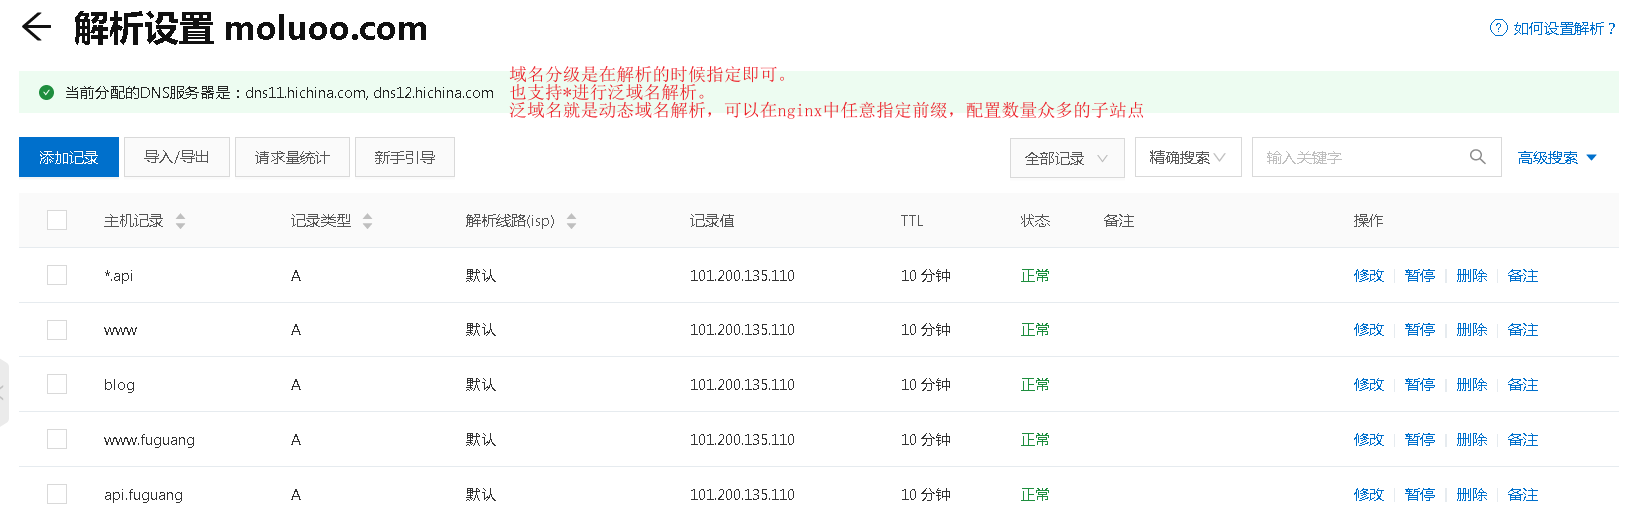 解析设置 moluoo.com
如何设置解析？
域名分级是在解析的时候指定即可。
当前分配的DNS服务器是：dns11.hichina.com, dns12.hichina.com
也支持*进行泛域名解析。
泛域名就是动态域名解析，可以在nginx中任意指定前缀，配置数量众多的子站点
添加记录 导入/导出 请求量统计 新手引导 全部记录 精确搜索 输入关键字 高级搜索
主机记录 记录类型 解析线路(isp) 记录值 TTL 状态 备注 操作
*.api A 默认 101.200.135.110 10 分钟 正常 修改 暂停 删除 备注
www A 默认 101.200.135.110 10 分钟 正常 修改 暂停 删除 备注
blog A 默认 101.200.135.110 10 分钟 正常 修改 暂停 删除 备注
www.fuguang A 默认 101.200.135.110 10 分钟 正常 修改 暂停 删除 备注
api.fuguang A 默认 101.200.135.110 10 分钟 正常 修改 暂停 删除 备注